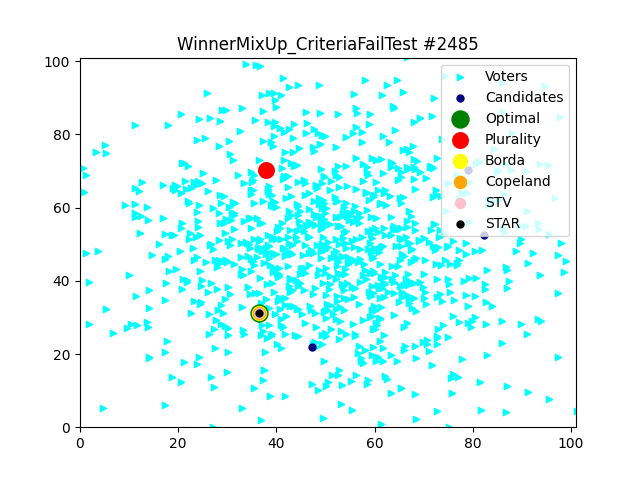 WinnerMixUp_CriteriaFailTest #2485
Voters
Candidates
Optimal
Plurality
Borda
Copeland
STV
STAR
100
80
60
40
20
0
0 20 40 60 80 100